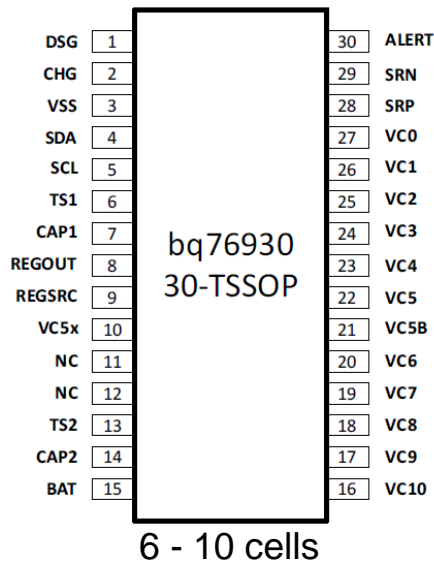 DSG 1 30 ALERT
CHG 2 29 SRN
VSS 3 28 SRP
SDA 4 27 VC0
SCL 5 26 VC1
TS1 6 25 VC2
CAP1 7 24 VC3
REGOUT 8 23 VC4
REGSRC 9 22 VC5
VC5x 10 21 VC5B
NC 11 20 VC6
NC 12 19 VC7
TS2 13 18 VC8
CAP2 14 17 VC9
BAT 15 16 VC10
bq76930
30-TSSOP
6 - 10 cells